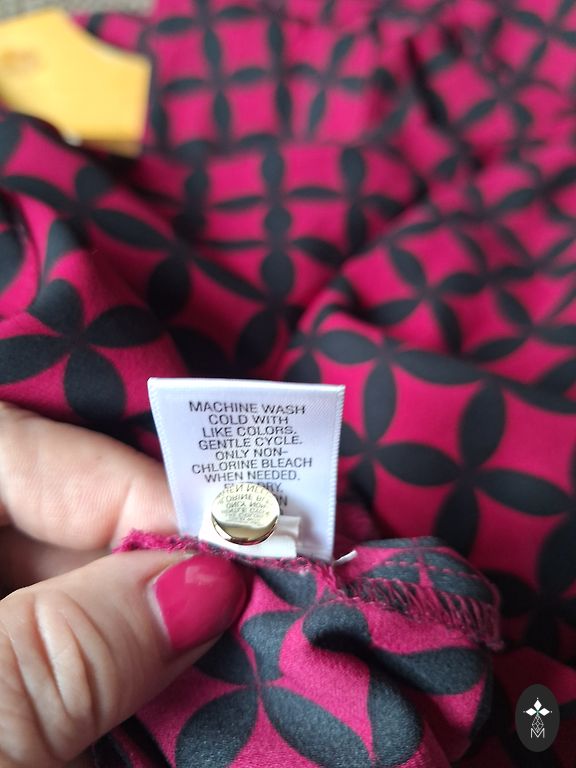 MACHINE WASH
COLD WITH
LIKE COLORS,
GENTLE CYCLE.
ONLY NON-
CHLORINE BLEACH
WHEN NEEDED,